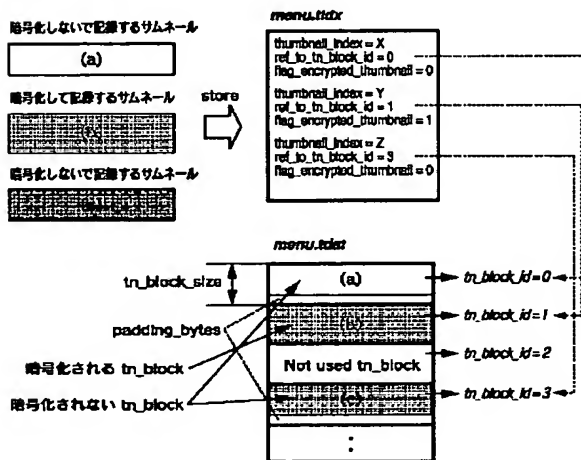 暗号化しないで記録するサムネール
(a)
暗号化して記録するサムネール
暗号化しないで記録するサムネール
store
menu.tidx
thumbnail_index = X
ref_to_tn_block_id = 0
flag_encrypted_thumbnail = 0
thumbnail_index = Y
ref_to_tn_block_id = 1
flag_encrypted_thumbnail = 1
thumbnail_index = Z
ref_to_tn_block_id = 3
flag_encrypted_thumbnail = 0
menu.tdat
tn_block_size
padding_bytes
暗号化される tn_block
暗号化されない tn_block
(a)
Not used tn_block
(c)
⋮
tn_block_id=0
tn_block_id=1
tn_block_id=2
tn_block_id=3